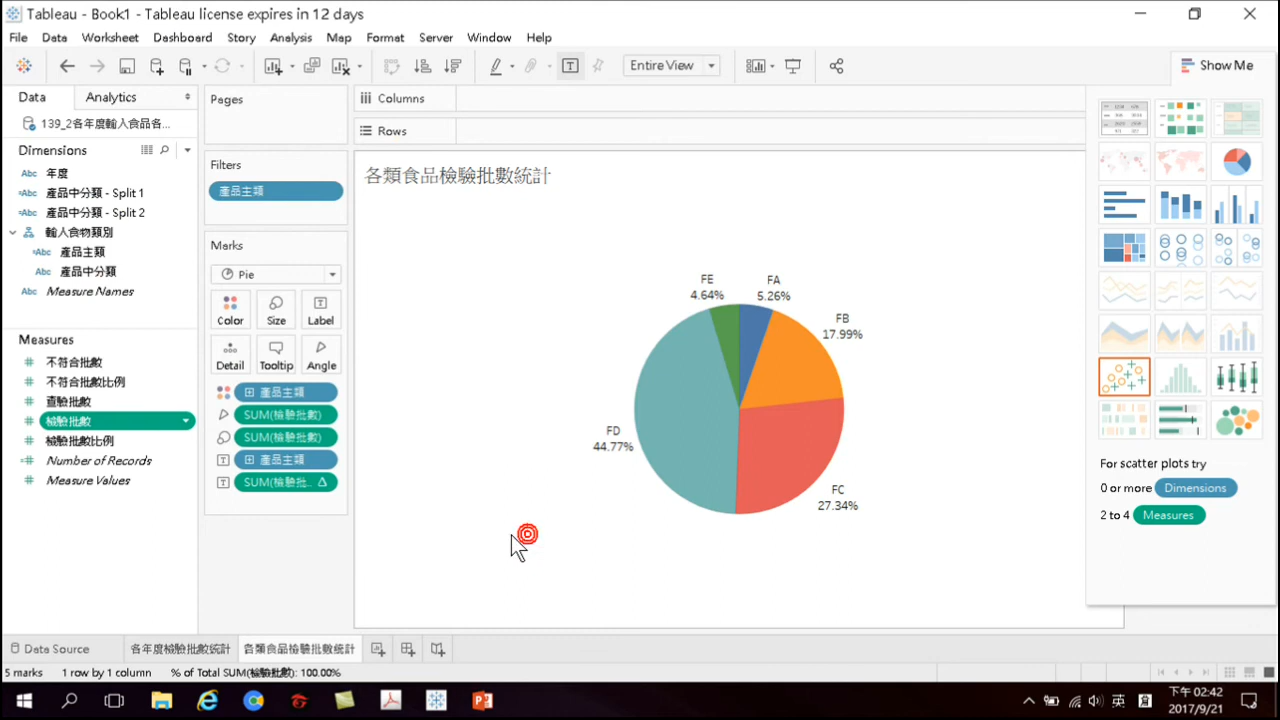 Tableau - Book1 - Tableau license expires in 12 days
File Data Worksheet Dashboard Story Analysis Map Format Server Window Help
Entire View
Show Me
Data Analytics
139_2各年度輸入食品各...
Dimensions
Abc 年度
=Abc 產品中分類 - Split 1
=Abc 產品中分類 - Split 2
輸入食物類別
Abc 產品主類
Abc 產品中分類
Abc Measure Names
Measures
# 不符合批數
# 不符合批數比例
# 查驗批數
# 檢驗批數
# 檢驗批數比例
=# Number of Records
# Measure Values
Pages
Filters
產品主類
Marks
Pie
Color Size Label
Detail Tooltip Angle
產品主類
SUM(檢驗批數)
SUM(檢驗批數)
產品主類
SUM(檢驗批.. Δ
Columns
Rows
各類食品檢驗批數統計
FE
4.64%
FA
5.26%
FB
17.99%
FD
44.77%
FC
27.34%
For scatter plots try
0 or more Dimensions
2 to 4 Measures
Data Source 各年度檢驗批數統計 各類食品檢驗批數統計
5 marks 1 row by 1 column % of Total SUM(檢驗批數): 100.00%
英
下午 02:42
2017/9/21